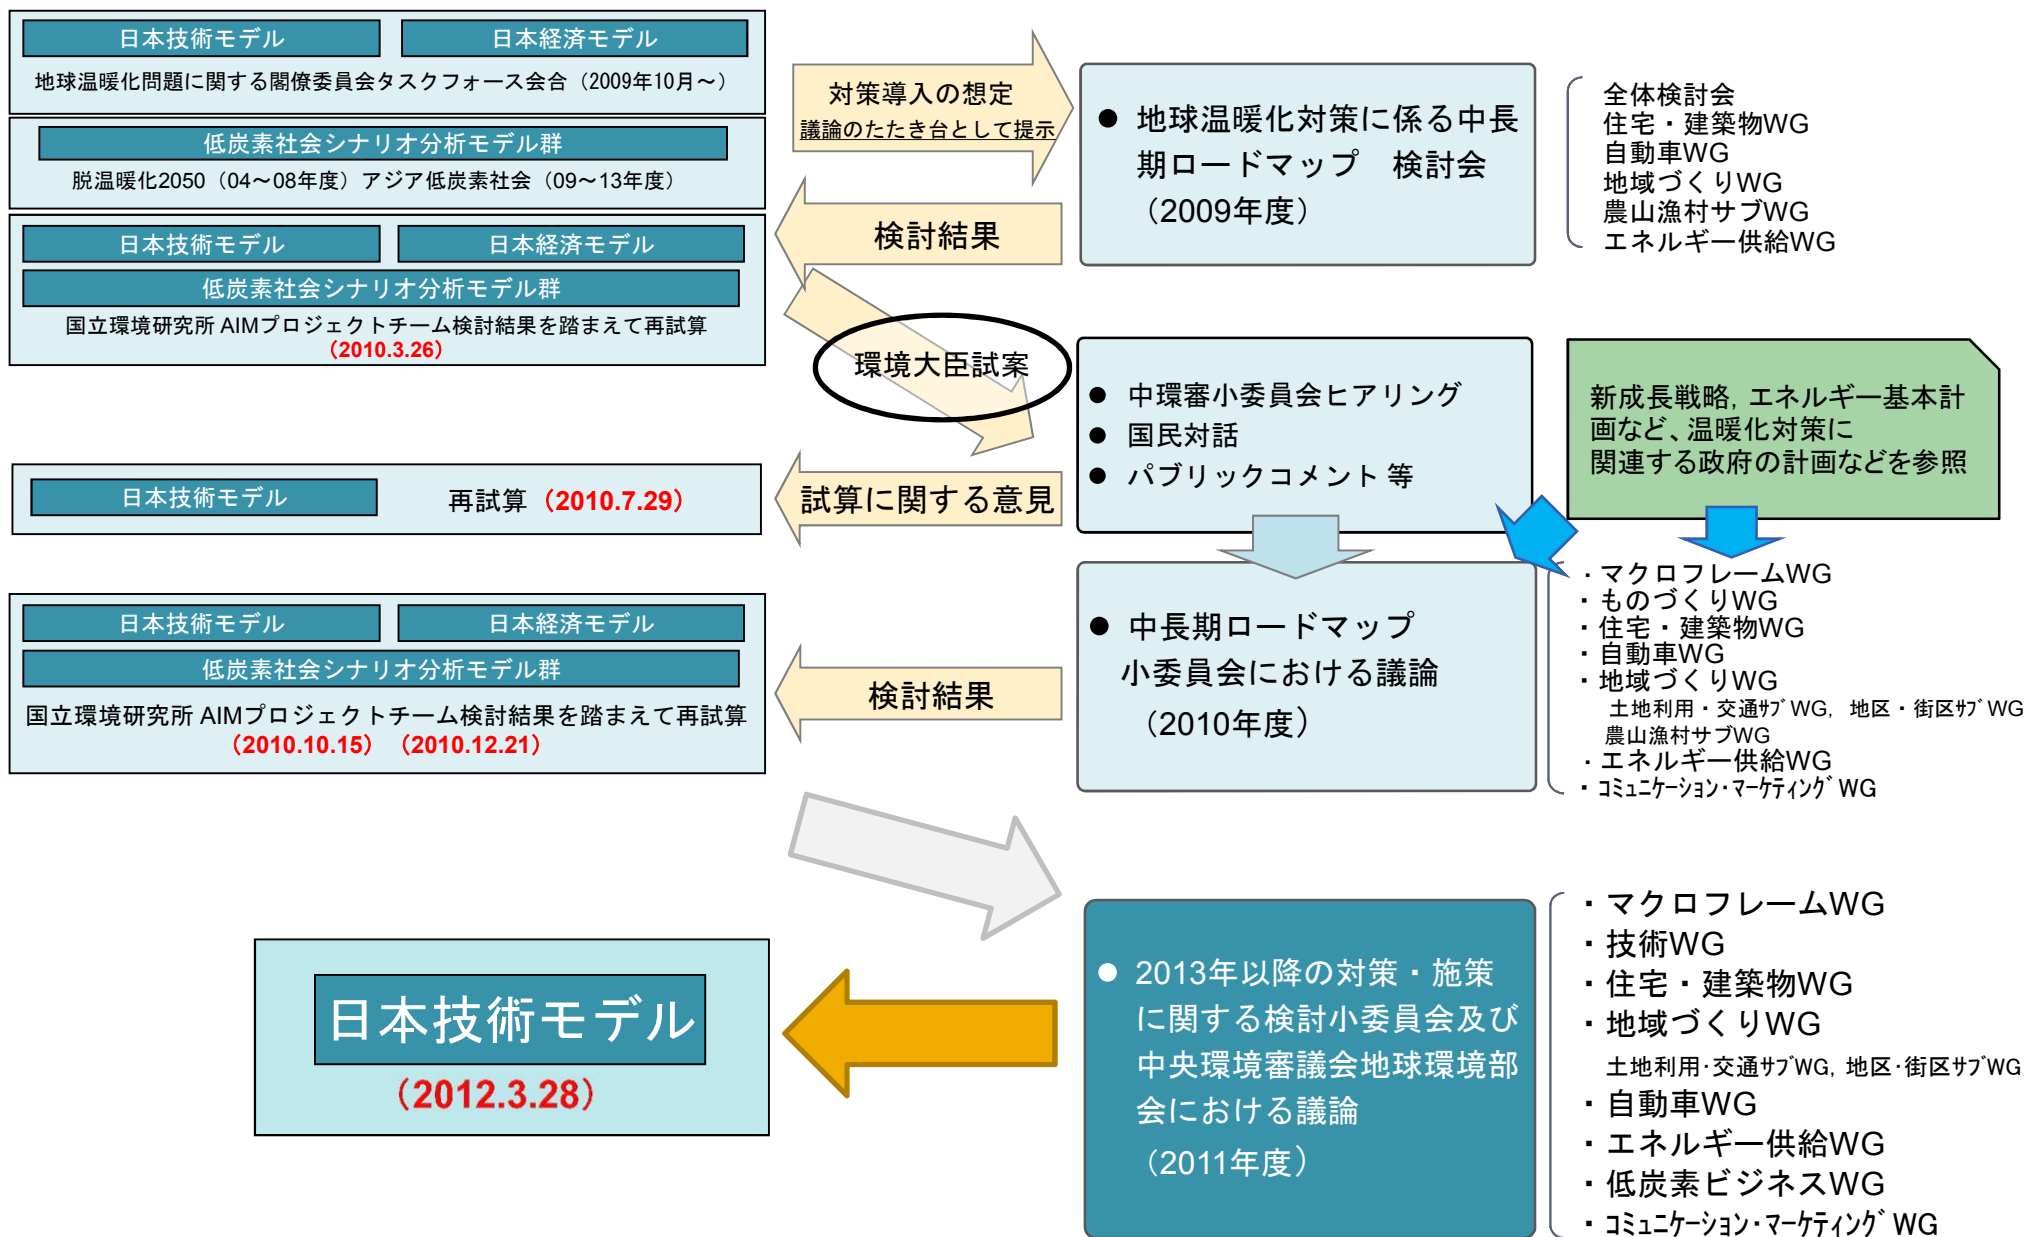 日本技術モデル
日本経済モデル
地球温暖化問題に関する閣僚委員会タスクフォース会合（2009年10月～）
低炭素社会シナリオ分析モデル群
脱温暖化2050（04～08年度）アジア低炭素社会（09～13年度）
日本技術モデル
日本経済モデル
低炭素社会シナリオ分析モデル群
国立環境研究所 AIMプロジェクトチーム検討結果を踏まえて再試算
（2010.3.26）
対策導入の想定
議論のたたき台として提示
● 地球温暖化対策に係る中長
期ロードマップ　検討会
（2009年度）
全体検討会
住宅・建築物WG
自動車WG
地域づくりWG
農山漁村サブWG
エネルギー供給WG
検討結果
環境大臣試案
● 中環審小委員会ヒアリング
● 国民対話
● パブリックコメント 等
新成長戦略, エネルギー基本計
画など、温暖化対策に
関連する政府の計画などを参照
日本技術モデル
再試算（2010.7.29）
試算に関する意見
日本技術モデル
日本経済モデル
低炭素社会シナリオ分析モデル群
国立環境研究所 AIMプロジェクトチーム検討結果を踏まえて再試算
（2010.10.15）（2010.12.21）
検討結果
● 中長期ロードマップ
小委員会における議論
（2010年度）
・マクロフレームWG
・ものづくりWG
・住宅・建築物WG
・自動車WG
・地域づくりWG
土地利用・交通ｻﾌﾞWG, 地区・街区ｻﾌﾞWG
農山漁村サブWG
・エネルギー供給WG
・ｺﾐｭﾆｹｰｼｮﾝ･ﾏｰｹﾃｨﾝｸﾞWG
日本技術モデル
（2012.3.28）
● 2013年以降の対策・施策
に関する検討小委員会及び
中央環境審議会地球環境部
会における議論
（2011年度）
・マクロフレームWG
・技術WG
・住宅・建築物WG
・地域づくりWG
土地利用･交通ｻﾌﾞWG, 地区･街区ｻﾌﾞWG
・自動車WG
・エネルギー供給WG
・低炭素ビジネスWG
・ｺﾐｭﾆｹｰｼｮﾝ･ﾏｰｹﾃｨﾝｸﾞWG